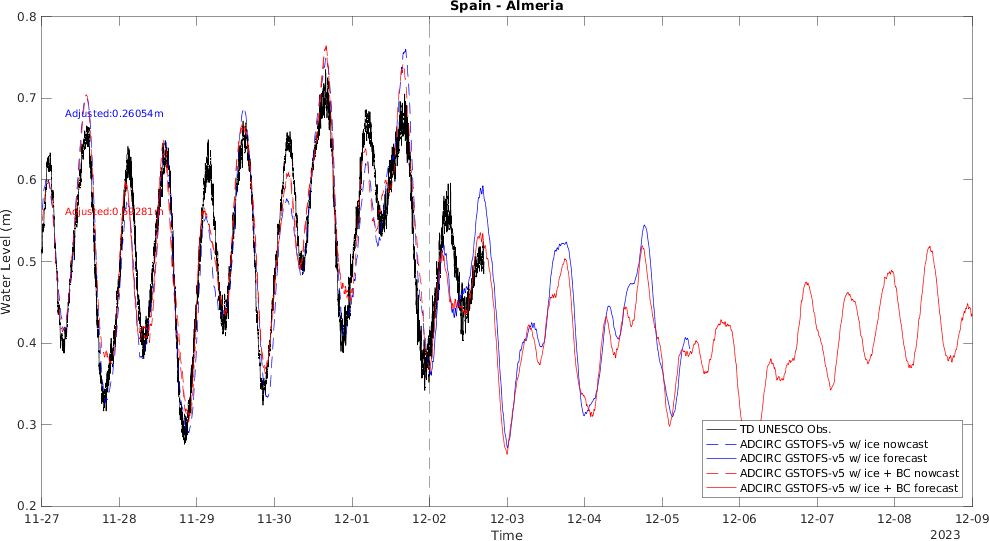 Spain - Almeria
0.8
0.7
0.6
0.5
0.4
0.3
0.2
Water Level (m)
Adjusted:0.26054m
TD UNESCO Obs.
ADCIRC GSTOFS-v5 w/ ice nowcast
ADCIRC GSTOFS-v5 w/ ice forecast
ADCIRC GSTOFS-v5 w/ ice + BC nowcast
ADCIRC GSTOFS-v5 w/ ice + BC forecast
11-27 11-28 11-29 11-30 12-01 12-02 12-03 12-04 12-05 12-06 12-07 12-08 12-09
Time
2023